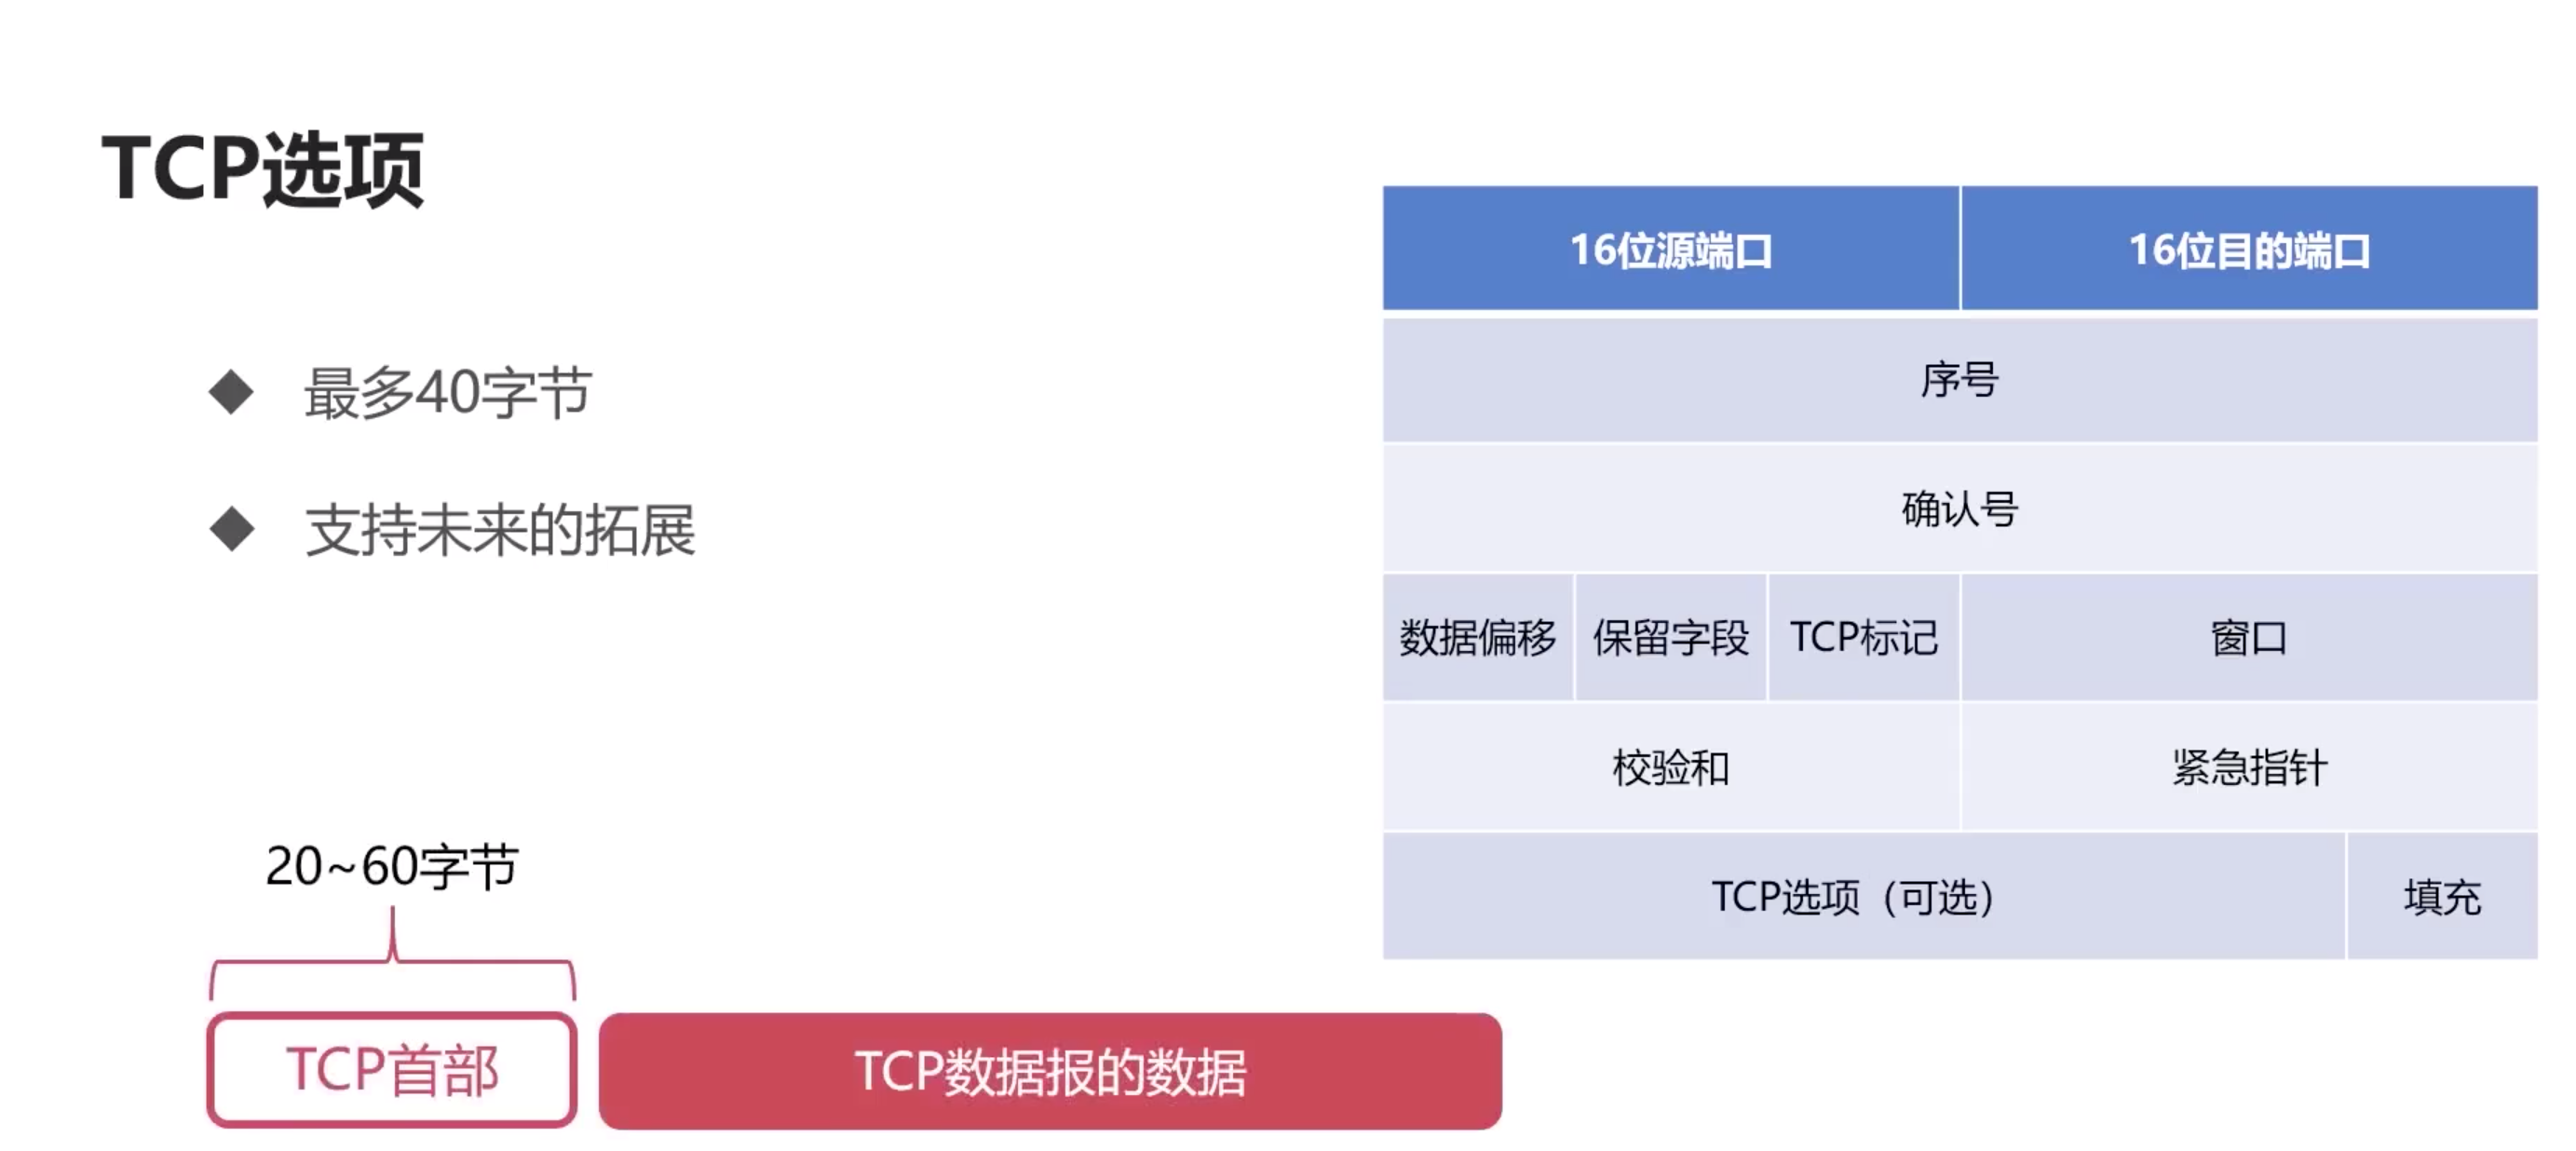 TCP选项
最多40字节
支持未来的拓展
20~60字节
TCP首部
TCP数据报的数据
16位源端口
16位目的端口
序号
确认号
数据偏移
保留字段
TCP标记
窗口
校验和
紧急指针
TCP选项（可选）
填充